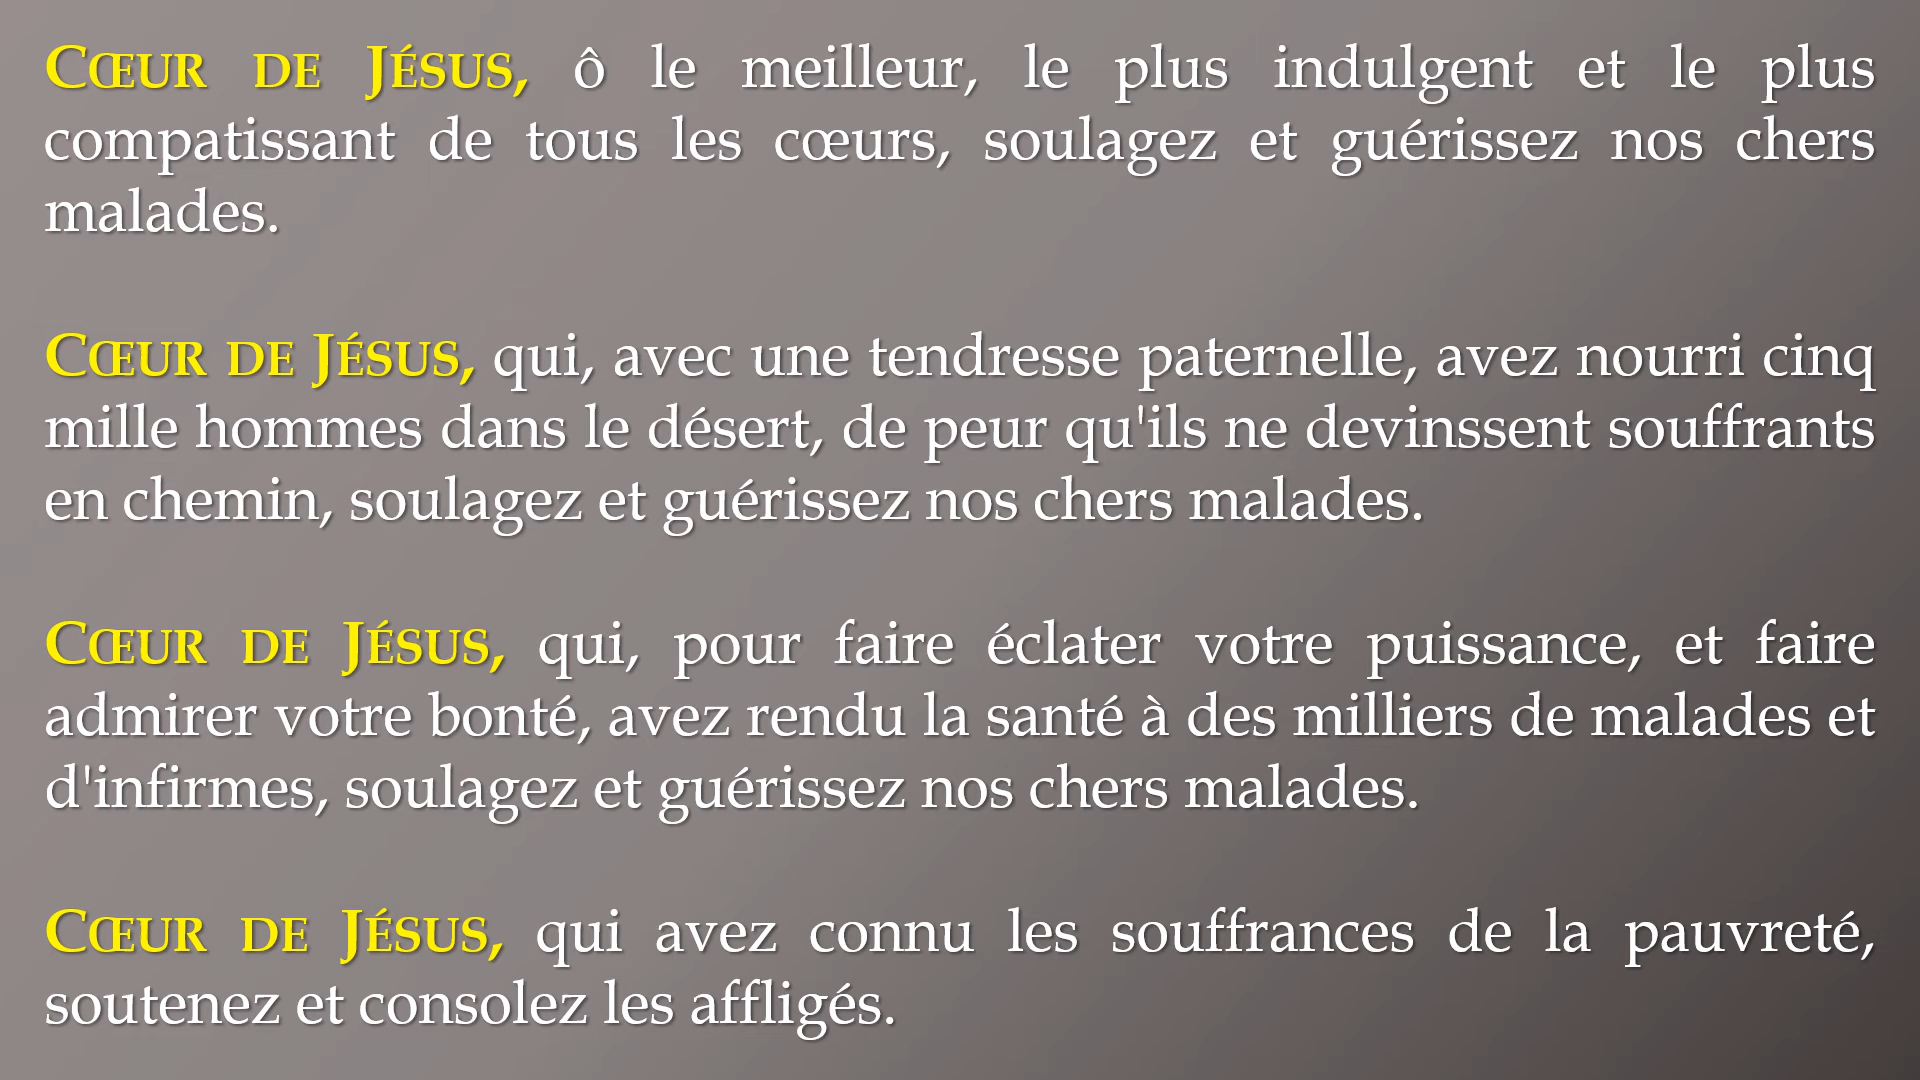 CŒUR DE JÉSUS, ô le meilleur, le plus indulgent et le plus
compatissant de tous les cœurs, soulagez et guérissez nos chers
malades.
CŒUR DE JÉSUS, qui, avec une tendresse paternelle, avez nourri cinq
mille hommes dans le désert, de peur qu'ils ne devinssent souffrants
en chemin, soulagez et guérissez nos chers malades.
CŒUR DE JÉSUS, qui, pour faire éclater votre puissance, et faire
admirer votre bonté, avez rendu la santé à des milliers de malades et
d'infirmes, soulagez et guérissez nos chers malades.
CŒUR DE JÉSUS, qui avez connu les souffrances de la pauvreté,
soutenez et consolez les affligés.